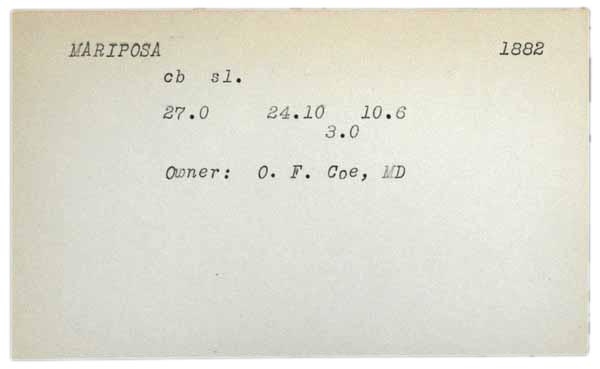 MARIPOSA 1882
cb sl.
27.0 24.10 10.6
3.0
Owner: O. F. Coe, MD